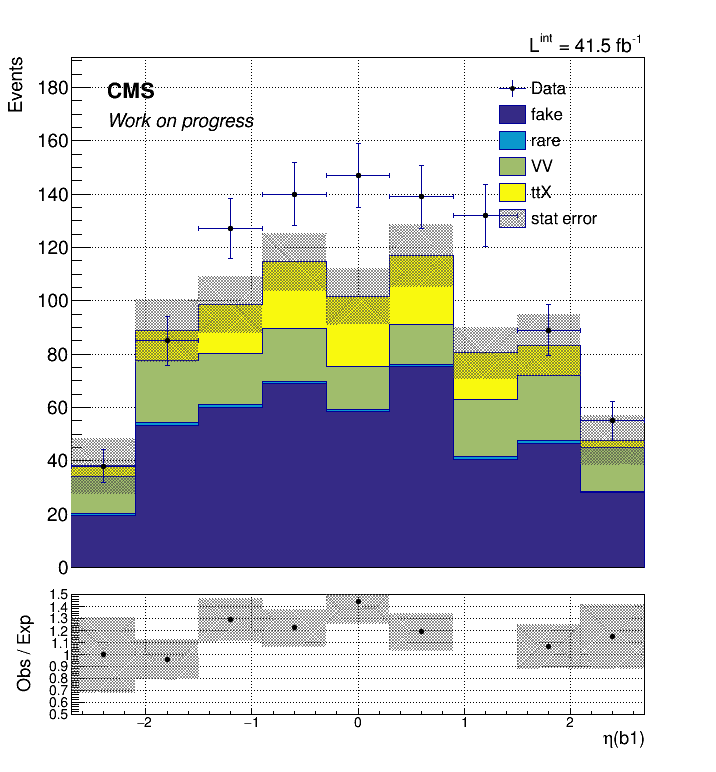 L^int = 41.5 fb^-1
Events
180
160
140
120
100
80
60
40
20
0
CMS
Work on progress
Data
fake
rare
VV
ttX
stat error
Obs / Exp
1.5
1.4
1.3
1.2
1.1
1
0.9
0.8
0.7
0.6
0.5
−2
−1
0
1
2
η(b1)